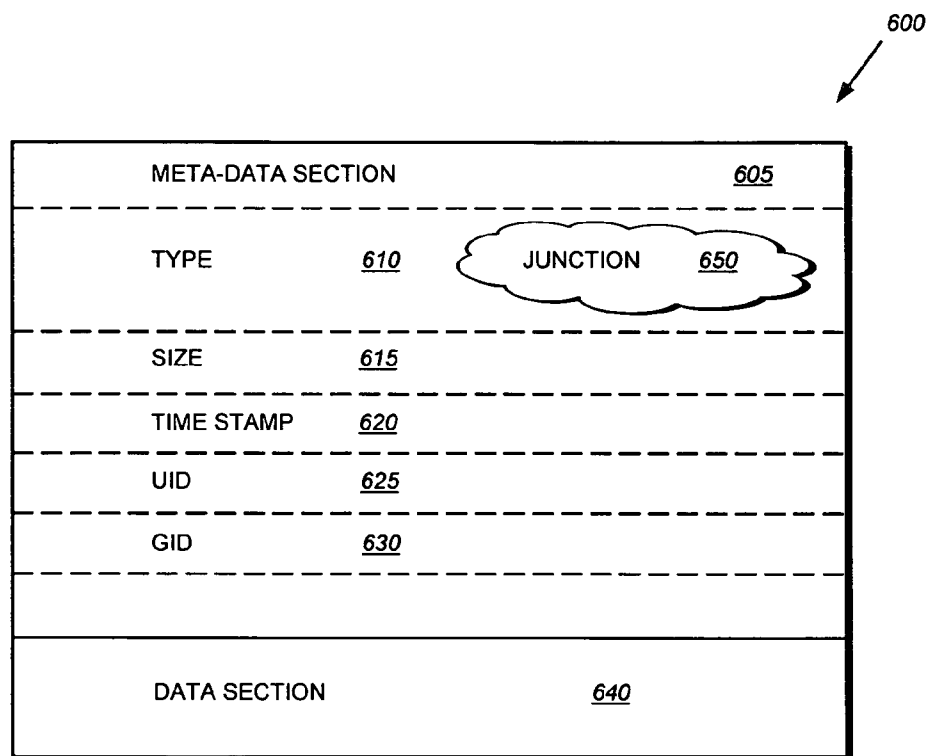 600
META-DATA SECTION 605
TYPE 610 JUNCTION 650
SIZE 615
TIME STAMP 620
UID 625
GID 630
DATA SECTION 640